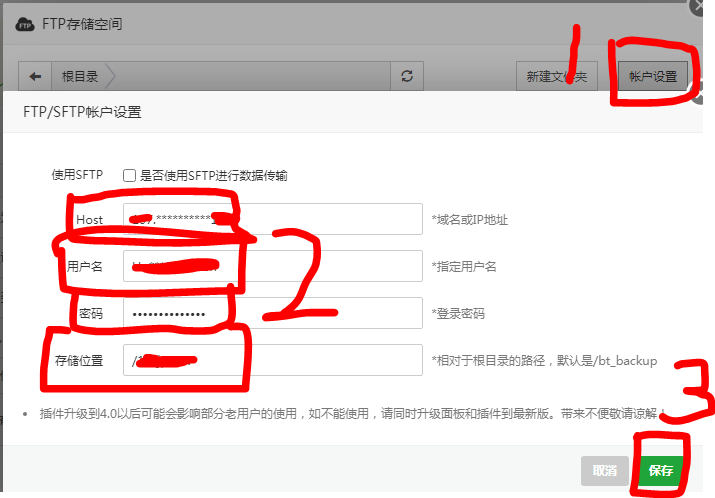 FTP FTP存储空间
根目录
新建文件夹
帐户设置
1
FTP/SFTP帐户设置
使用SFTP 是否使用SFTP进行数据传输
Host *域名或IP地址
用户名 *指定用户名
密码 •••••••••••••• *登录密码
2
存储位置 *相对于根目录的路径，默认是/bt_backup
3
插件升级到4.0以后可能会影响部分老用户的使用，如不能使用，请同时升级面板和插件到最新版。带来不便敬请谅解！
取消
保存